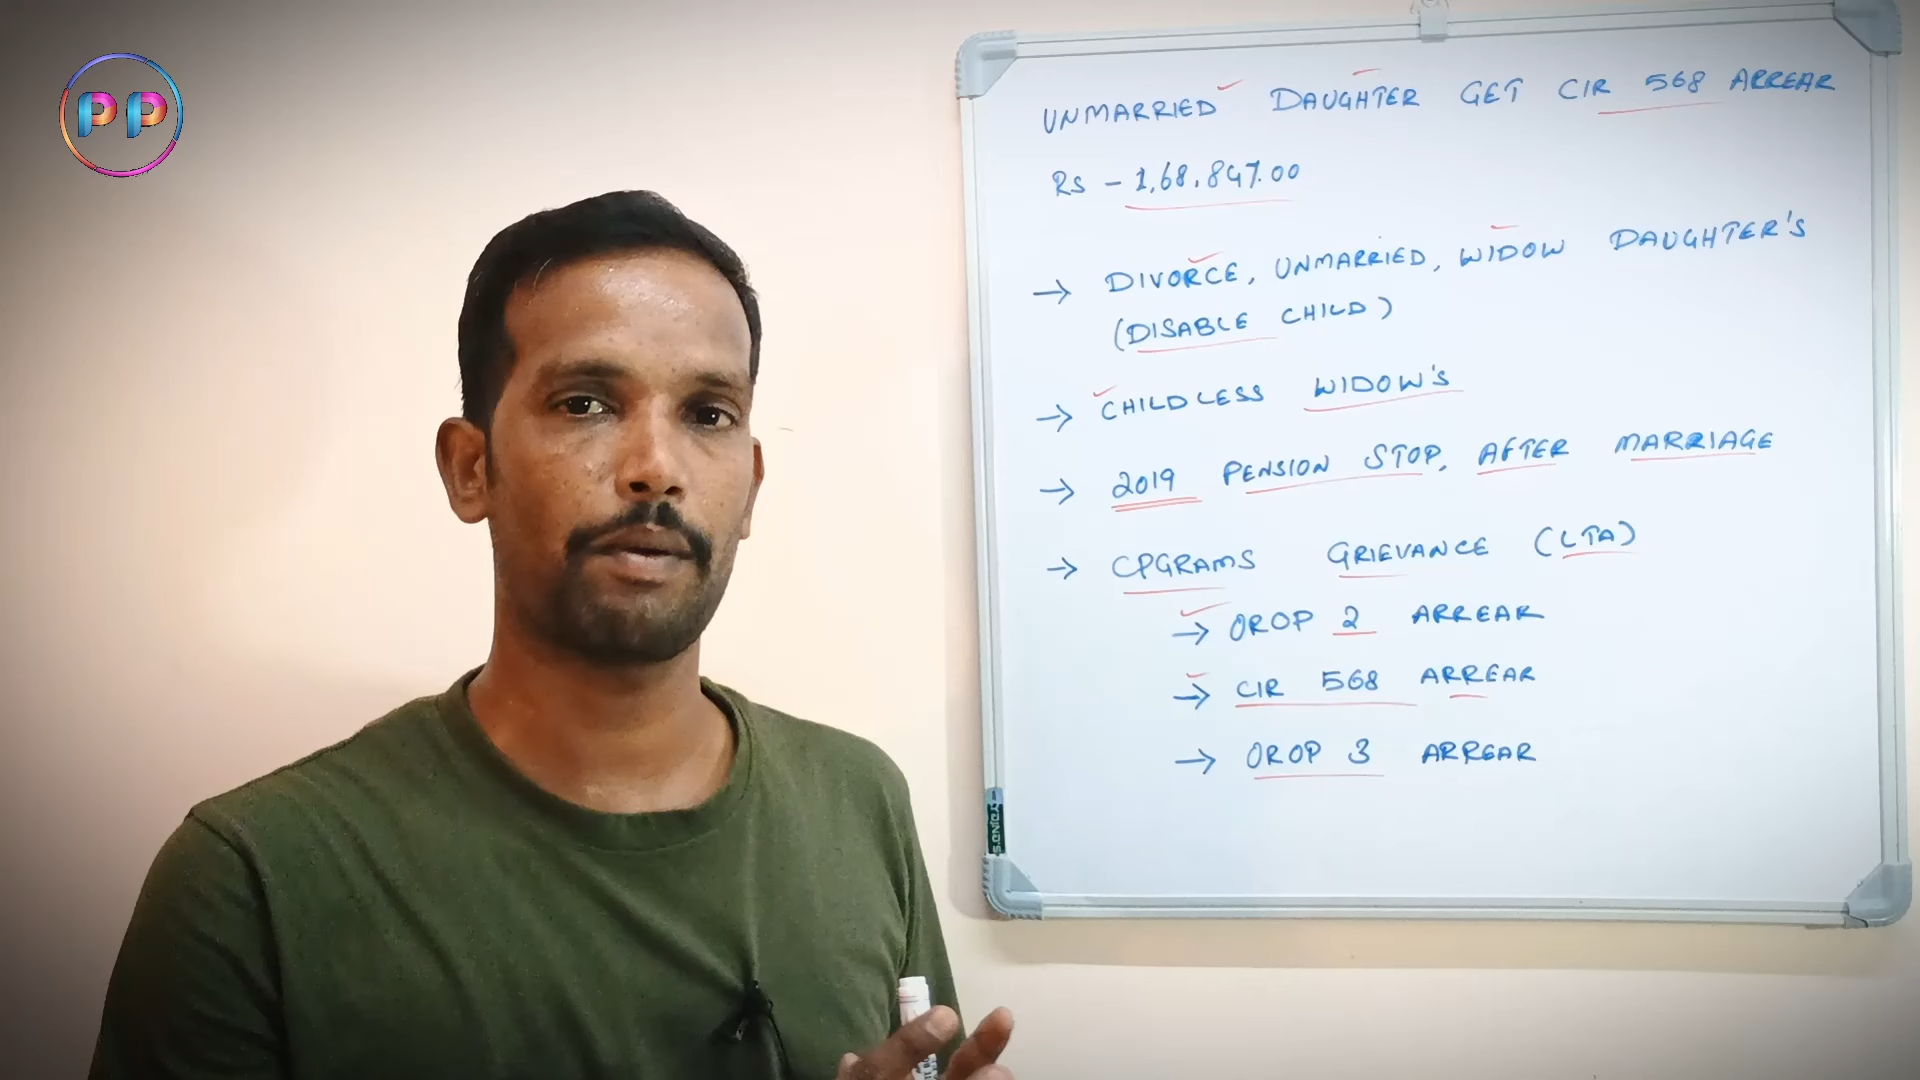 PP
UNMARRIED DAUGHTER GET CIR 568 ARREAR
RS - 1,68,847.00
→ DIVORCE, UNMARRIED, WIDOW DAUGHTER'S
(DISABLE CHILD)
→ CHILDLESS WIDOW'S
→ 2019 PENSION STOP, AFTER MARRIAGE
→ CPGRAMS GRIEVANCE (LTA)
→ OROP 2 ARREAR
→ CIR 568 ARREAR
→ OROP 3 ARREAR